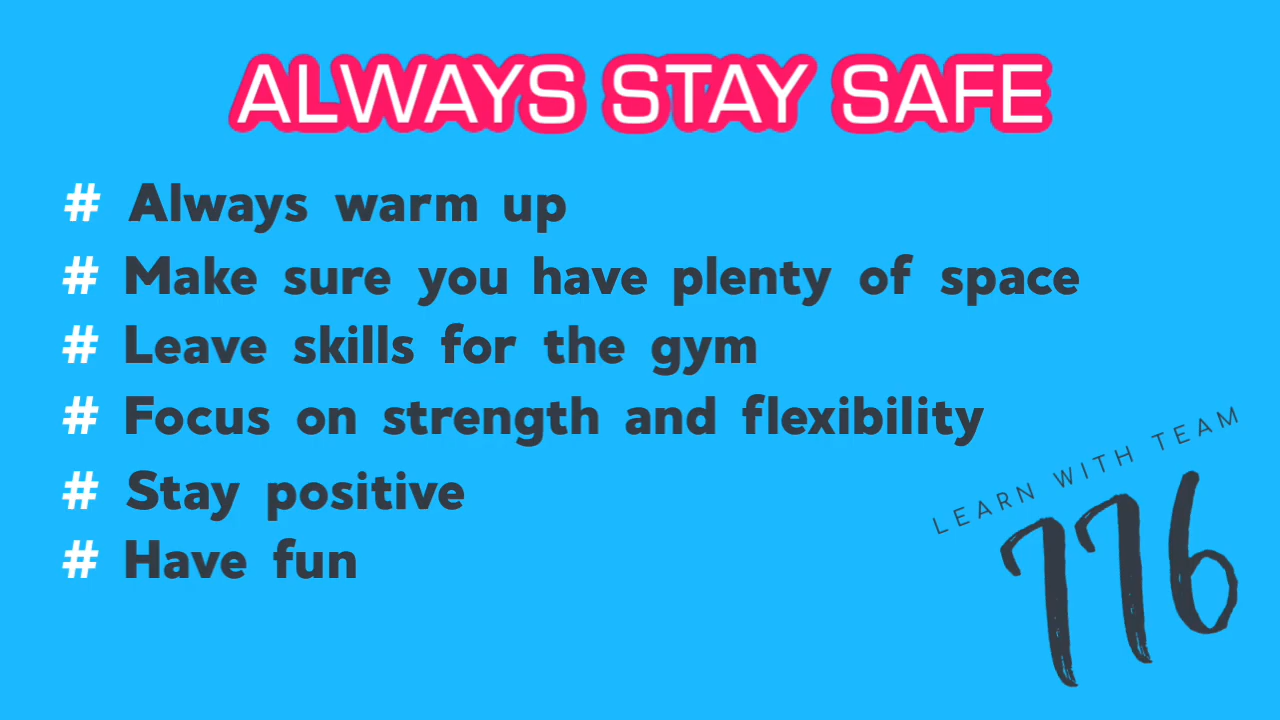 ALWAYS STAY SAFE
# Always warm up
# Make sure you have plenty of space
# Leave skills for the gym
# Focus on strength and flexibility
# Stay positive
# Have fun
LEARN WITH TEAM
776